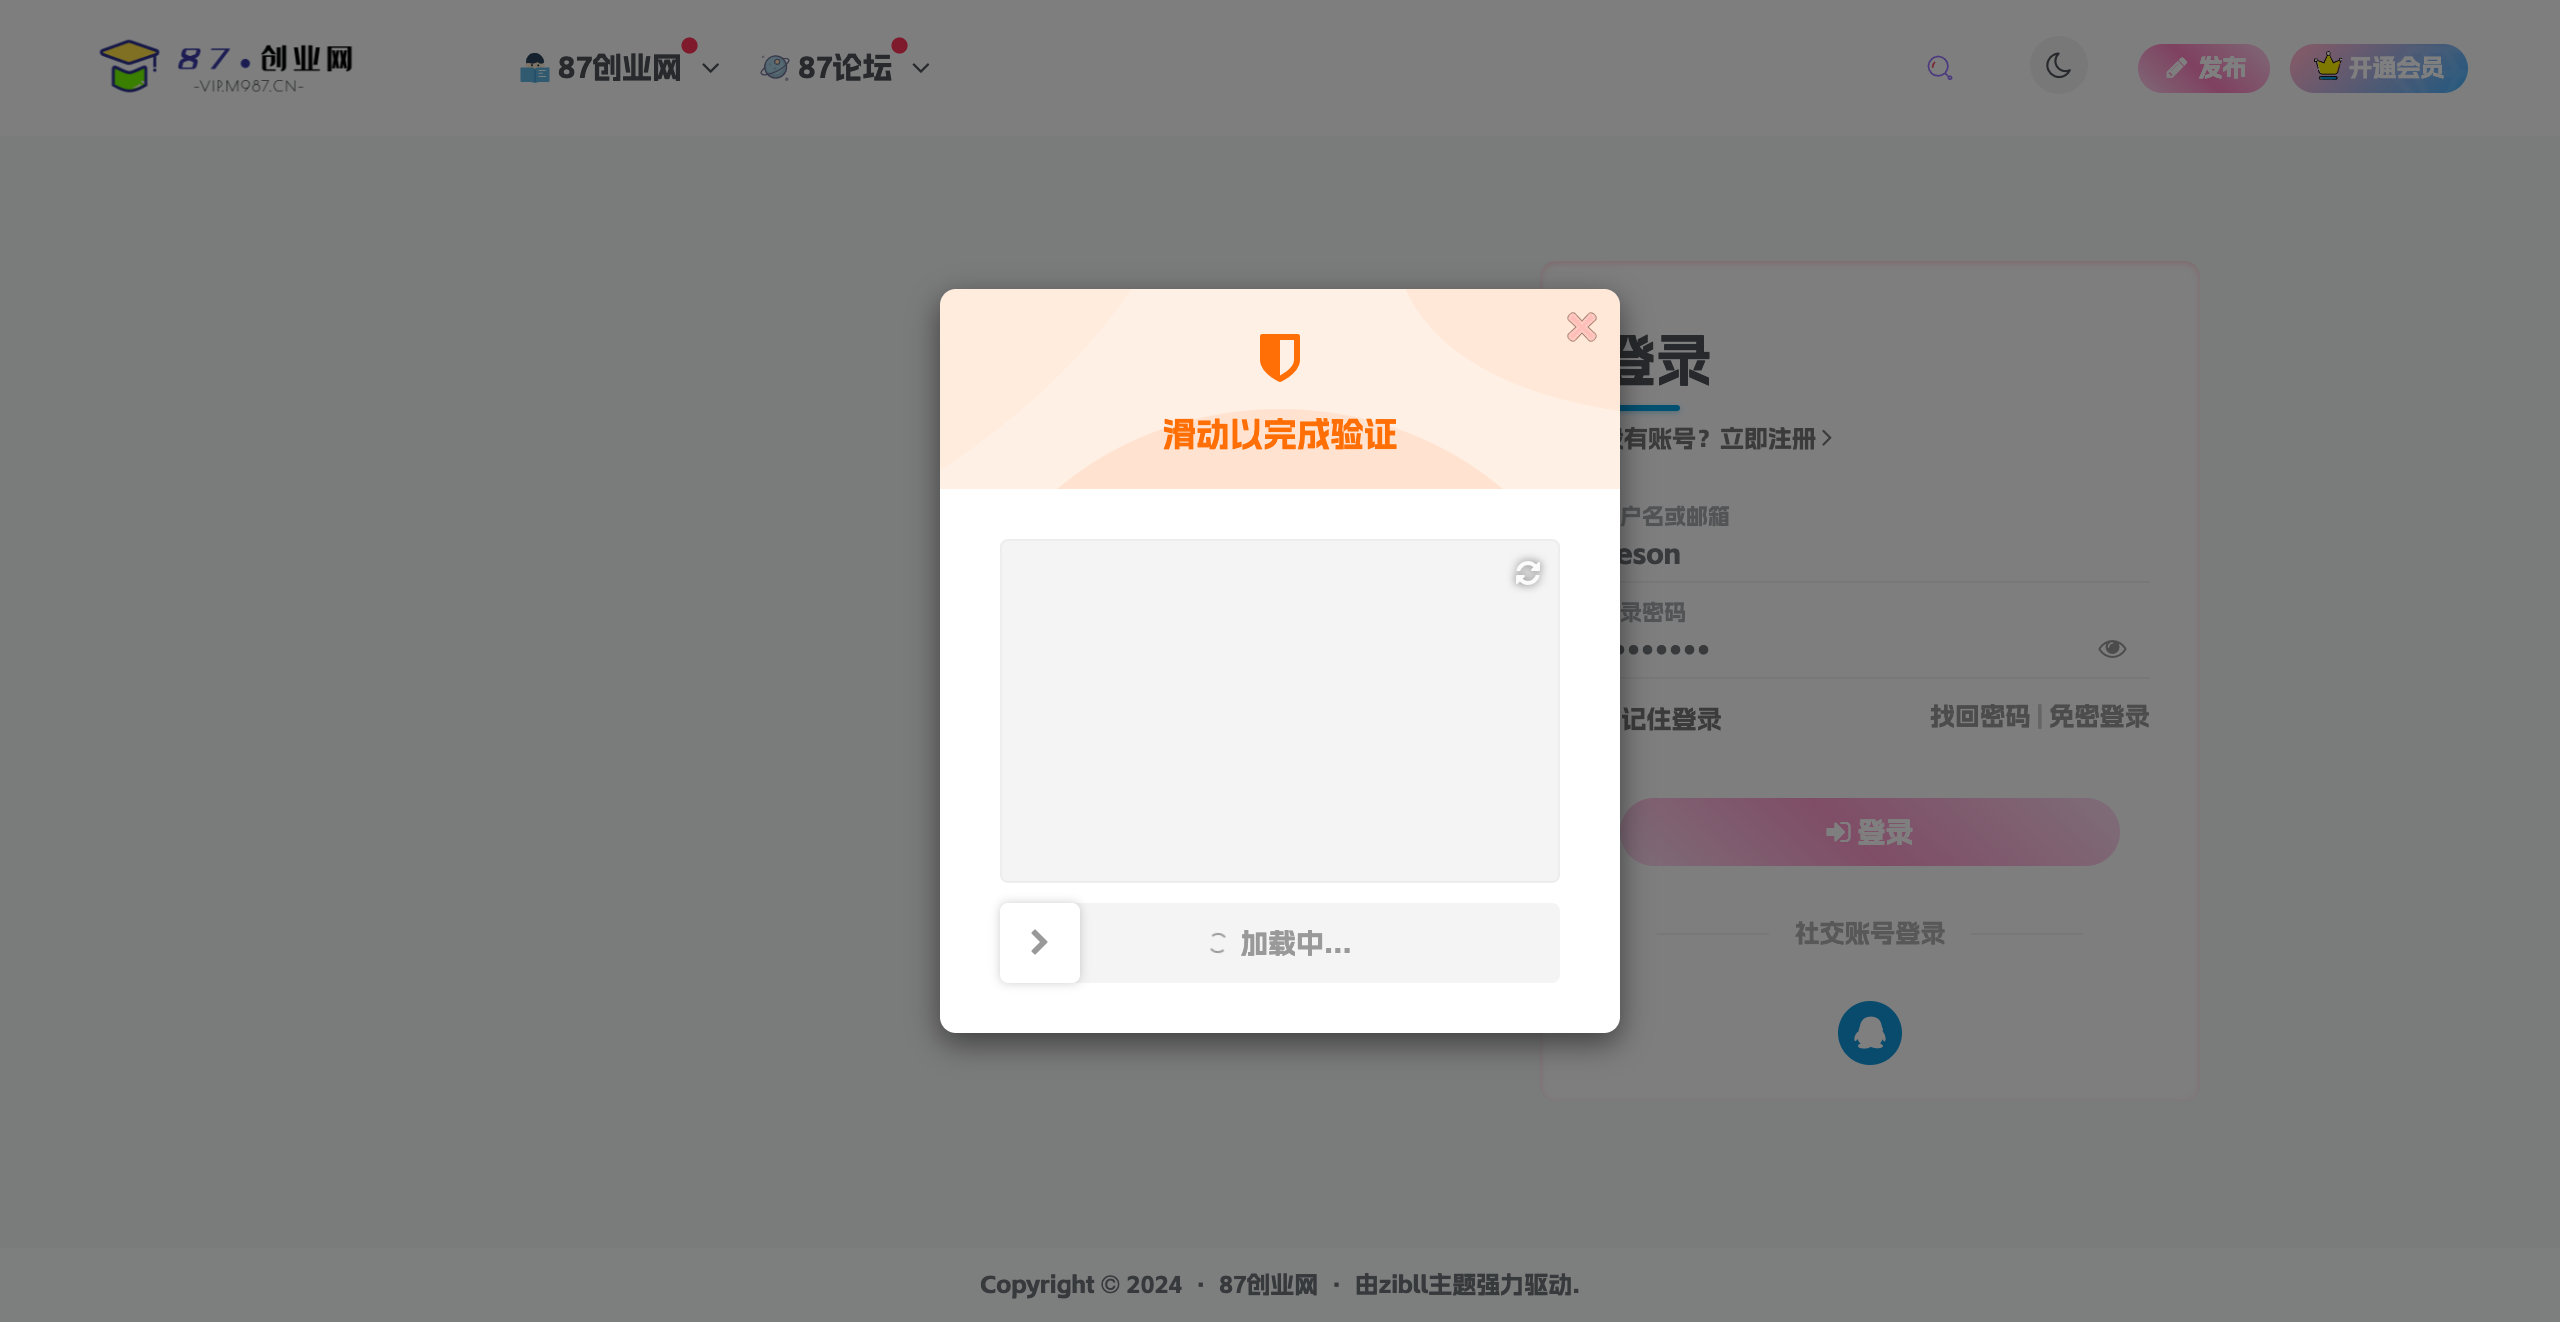 87.创业网
-VIP.M987.CN-
87创业网
87论坛
发布
开通会员
滑动以完成验证
加载中...
登录
有账号？立即注册
户名或邮箱
eson
录密码
记住登录
找回密码 | 免密登录
登录
社交账号登录
Copyright © 2024 · 87创业网 · 由zibll主题强力驱动.